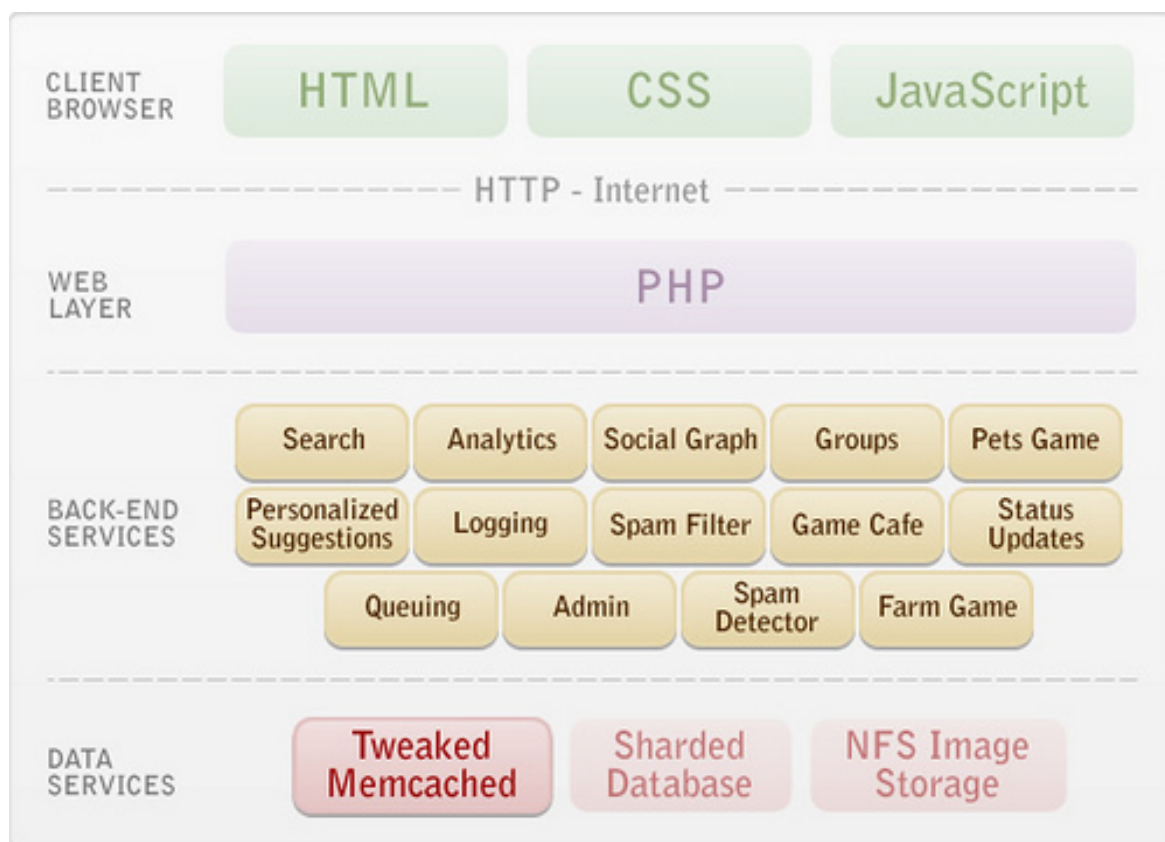 CLIENT
BROWSER
HTML
CSS
JavaScript
HTTP - Internet
WEB
LAYER
PHP
BACK-END
SERVICES
Search
Analytics
Social Graph
Groups
Pets Game
Personalized
Suggestions
Logging
Spam Filter
Game Cafe
Status
Updates
Queuing
Admin
Spam
Detector
Farm Game
DATA
SERVICES
Tweaked
Memcached
Sharded
Database
NFS Image
Storage